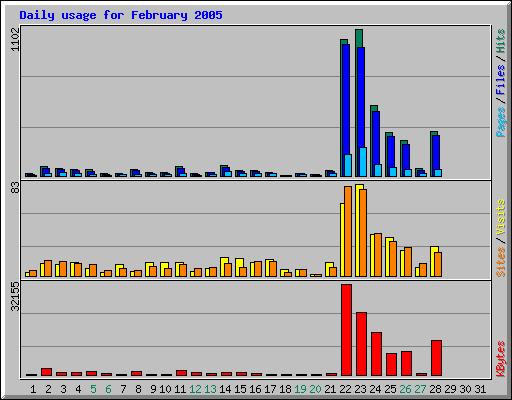 Daily usage for February 2005
1102
Pages / Files / Hits
83
Sites / Visits
32155
KBytes
1 2 3 4 5 6 7 8 9 10 11 12 13 14 15 16 17 18 19 20 21 22 23 24 25 26 27 28 29 30 31